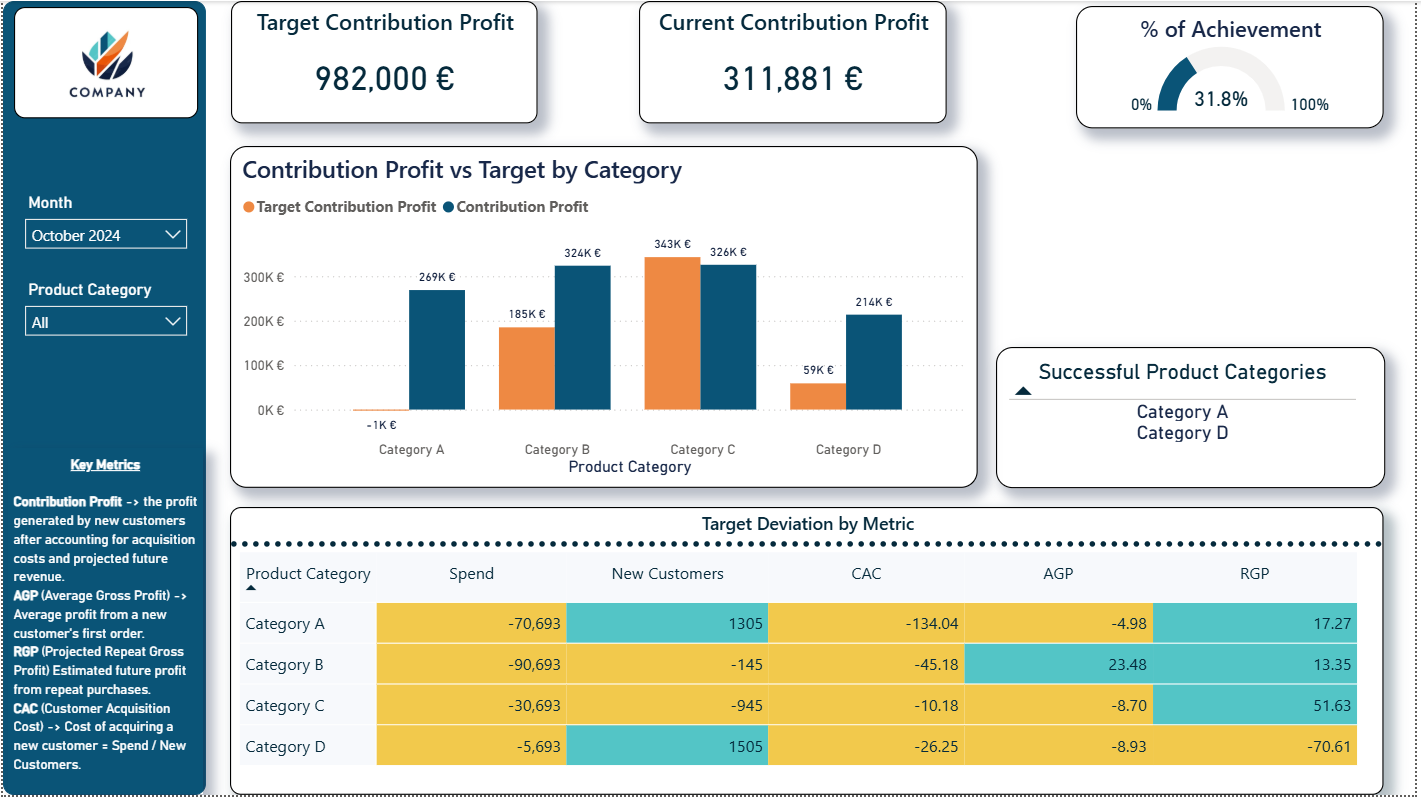 COMPANY
Month
October 2024
Product Category
All
Key Metrics
Contribution Profit -> the profit
generated by new customers
after accounting for acquisition
costs and projected future
revenue.
AGP (Average Gross Profit) ->
Average profit from a new
customer's first order.
RGP (Projected Repeat Gross
Profit) Estimated future profit
from repeat purchases.
CAC (Customer Acquisition
Cost) -> Cost of acquiring a
new customer = Spend / New
Customers.
Target Contribution Profit
982,000 €
Current Contribution Profit
311,881 €
% of Achievement
0% 31.8% 100%
Contribution Profit vs Target by Category
Target Contribution Profit Contribution Profit
300K €
200K €
100K €
0K €
-1K €
269K €
185K €
324K €
343K €
326K €
59K €
214K €
Category A Category B Category C Category D
Product Category
Successful Product Categories
Category A
Category D
Target Deviation by Metric
Product Category Spend New Customers CAC AGP RGP
Category A -70,693 1305 -134.04 -4.98 17.27
Category B -90,693 -145 -45.18 23.48 13.35
Category C -30,693 -945 -10.18 -8.70 51.63
Category D -5,693 1505 -26.25 -8.93 -70.61